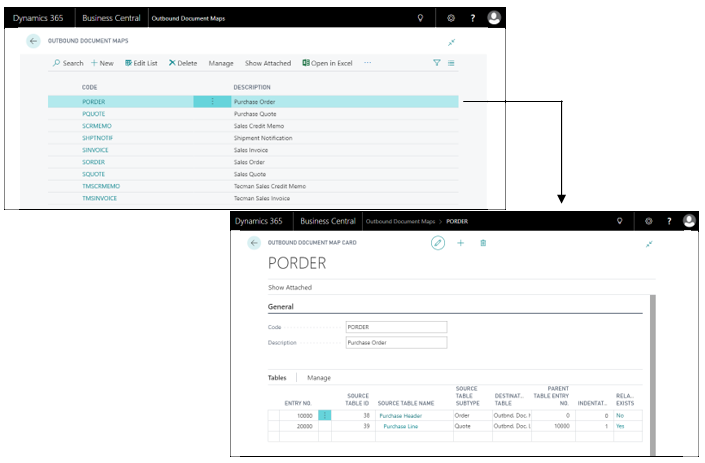 Dynamics 365 Business Central Outbound Document Maps ?
OUTBOUND DOCUMENT MAPS
Search + New Edit List Delete Manage Show Attached Open in Excel ...
CODE DESCRIPTION
PORDER Purchase Order
PQUOTE Purchase Quote
SCRMEMO Sales Credit Memo
SHPTNOTIF Shipment Notification
SINVOICE Sales Invoice
SORDER Sales Order
SQUOTE Sales Quote
TMSCRMEMO Tecman Sales Credit Memo
TMSINVOICE Tecman Sales Invoice
Dynamics 365 Business Central Outbound Document Maps > PORDER ?
OUTBOUND DOCUMENT MAP CARD
PORDER
Show Attached
General
Code PORDER
Description Purchase Order
Tables Manage
ENTRY NO. SOURCE TABLE ID SOURCE TABLE NAME SOURCE TABLE SUBTYPE DESTINAT... TABLE PARENT TABLE ENTRY NO. INDENTAT... RELA... EXISTS
10000 38 Purchase Header Order Outbnd. Doc. H 0 0 No
20000 39 Purchase Line Quote Outbnd. Doc. L 10000 1 Yes